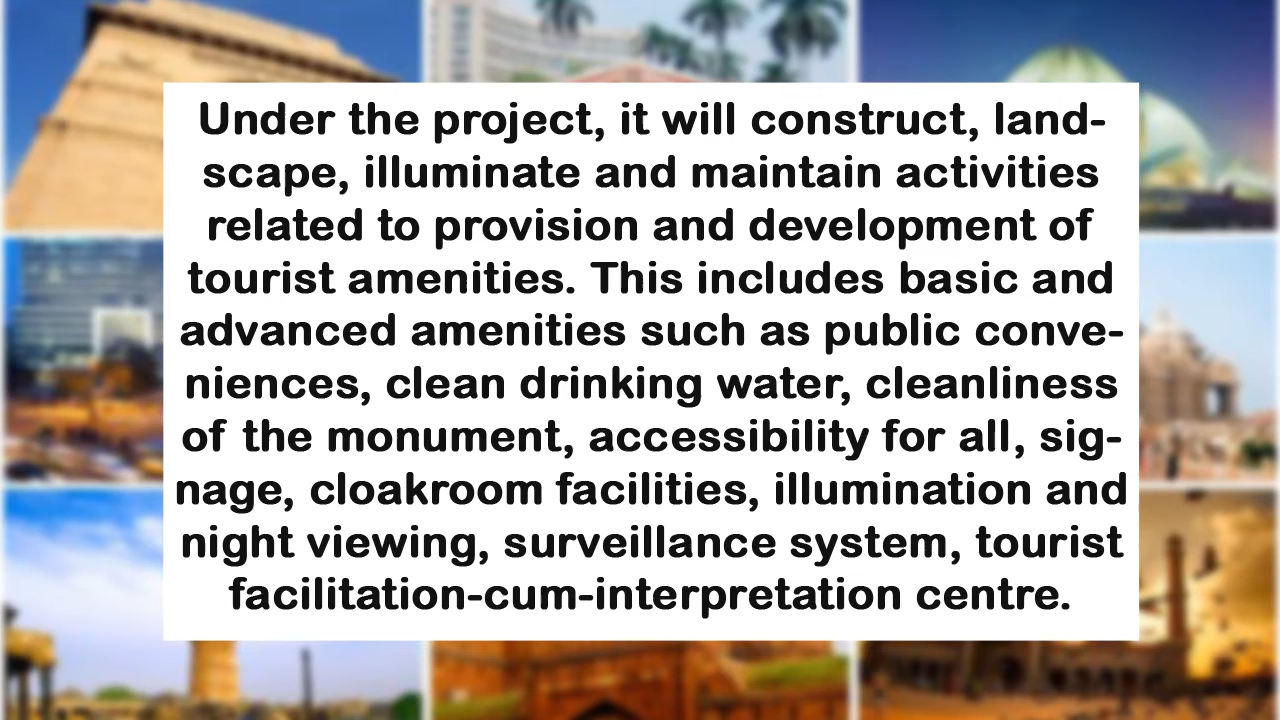 Under the project, it will construct, land-
scape, illuminate and maintain activities
related to provision and development of
tourist amenities. This includes basic and
advanced amenities such as public conve-
niences, clean drinking water, cleanliness
of the monument, accessibility for all, sig-
nage, cloakroom facilities, illumination and
night viewing, surveillance system, tourist
facilitation-cum-interpretation centre.